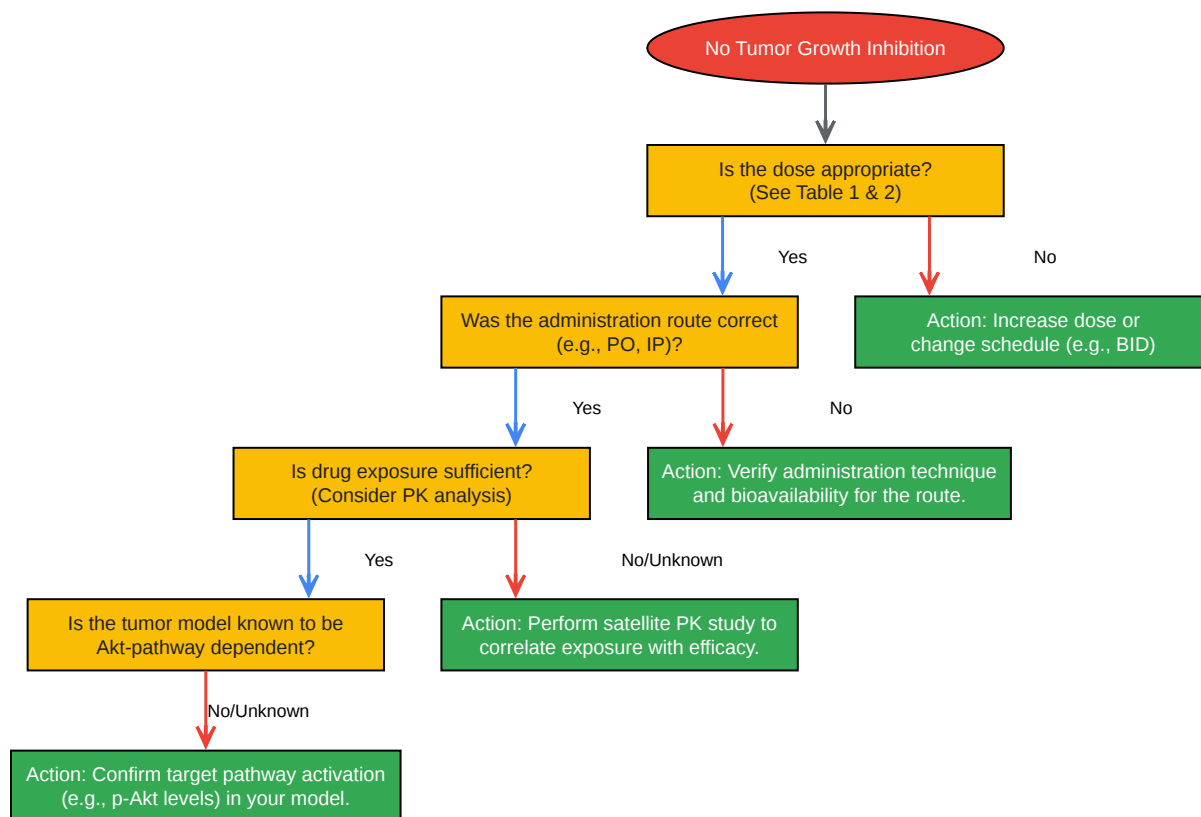 No Tumor Growth Inhibition
Is the dose appropriate?
(See Table 1 & 2)
Yes
No
Was the administration route correct
(e.g., PO, IP)?
Action: Increase dose or
change schedule (e.g., BID)
Yes
No
Is drug exposure sufficient?
(Consider PK analysis)
Action: Verify administration technique
and bioavailability for the route.
Yes
No/Unknown
Is the tumor model known to be
Akt-pathway dependent?
Action: Perform satellite PK study to
correlate exposure with efficacy.
No/Unknown
Action: Confirm target pathway activation
(e.g., p-Akt levels) in your model.